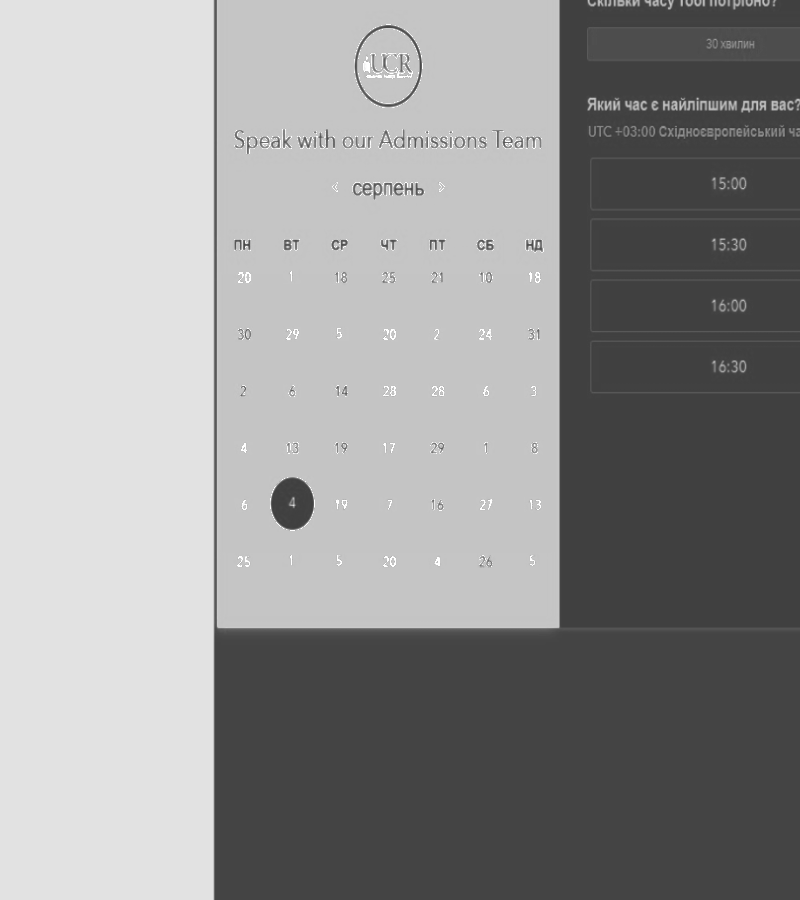 UCR
Speak with our Admissions Team
‹ серпень ›
ПН ВТ СР ЧТ ПТ СБ НД
20 1 18 25 21 10 18
30 29 5 20 2 24 31
2 6 14 28 28 6 3
4 13 19 17 29 1 8
6 4 19 7 16 27 13
25 1 5 20 4 26 5
Скільки часу тобі потрібно?
30 хвилин
Який час є найліпшим для вас?
UTC +03:00 Східноєвропейський
15:00
15:30
16:00
16:30